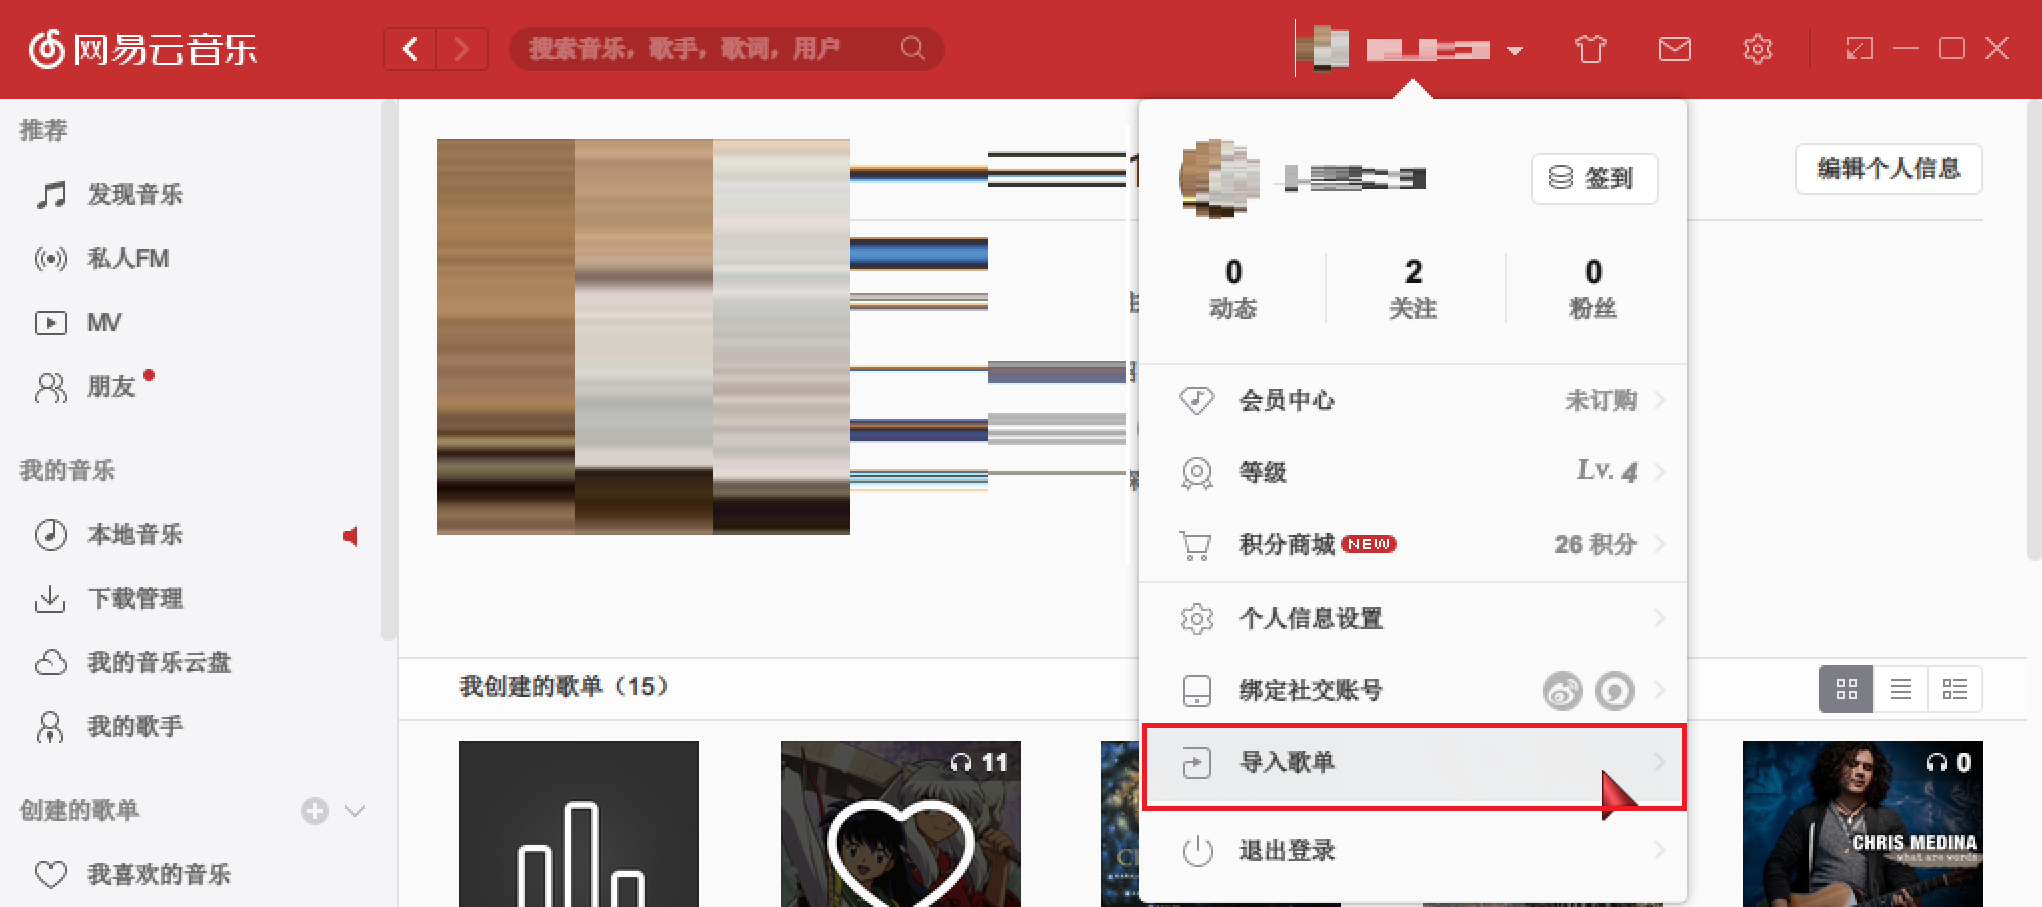 网易云音乐
搜索音乐，歌手，歌词，用户
推荐
发现音乐
私人FM
MV
朋友
我的音乐
本地音乐
下载管理
我的音乐云盘
我的歌手
创建的歌单
我喜欢的音乐
签到
编辑个人信息
0
动态
2
关注
0
粉丝
会员中心
未订购
等级
Lv. 4
积分商城
NEW
26 积分
个人信息设置
绑定社交账号
导入歌单
退出登录
我创建的歌单（15）
11
0
CHRIS MEDINA
what are words